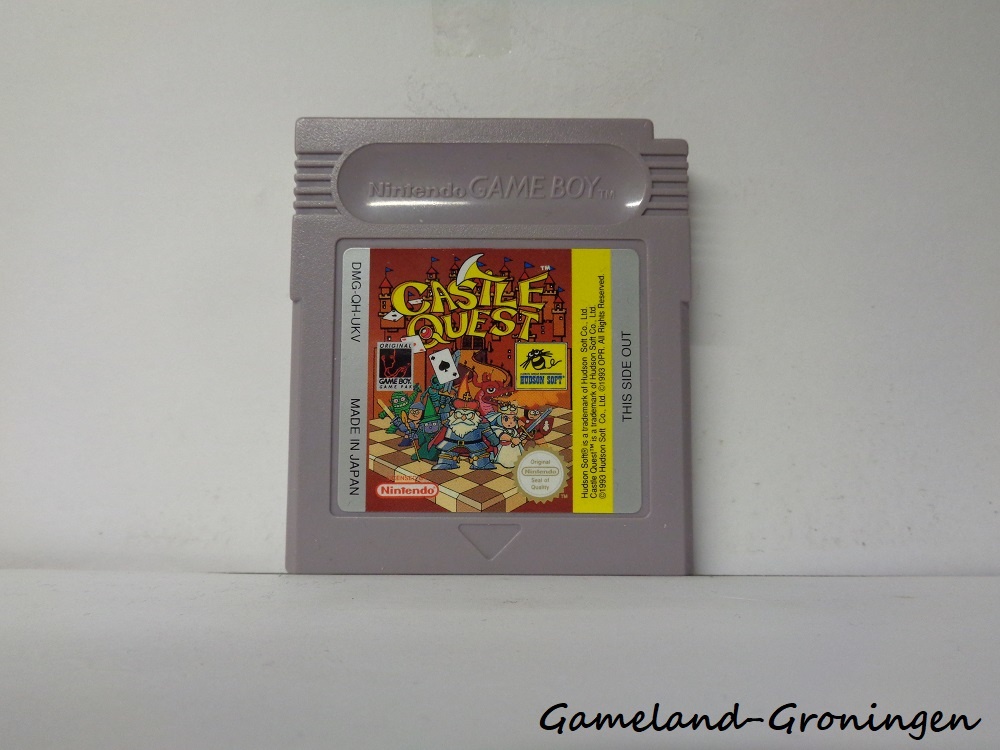 Nintendo GAME BOY TM
DMG-QH-UKV
MADE IN JAPAN
CASTLE TM
QUEST
ORIGINAL
GAME BOY
GAME PAK
HUDSON SOFT
Nintendo
Original
Nintendo
Seal of
Quality
TM
Hudson Soft® is a trademark of Hudson Soft Co., Ltd.
Castle Quest™ is a trademark of Hudson Soft Co., Ltd.
©1993 Hudson Soft Co., Ltd. ©1993 OPR. All Rights Reserved.
THIS SIDE OUT
Gameland-Groningen